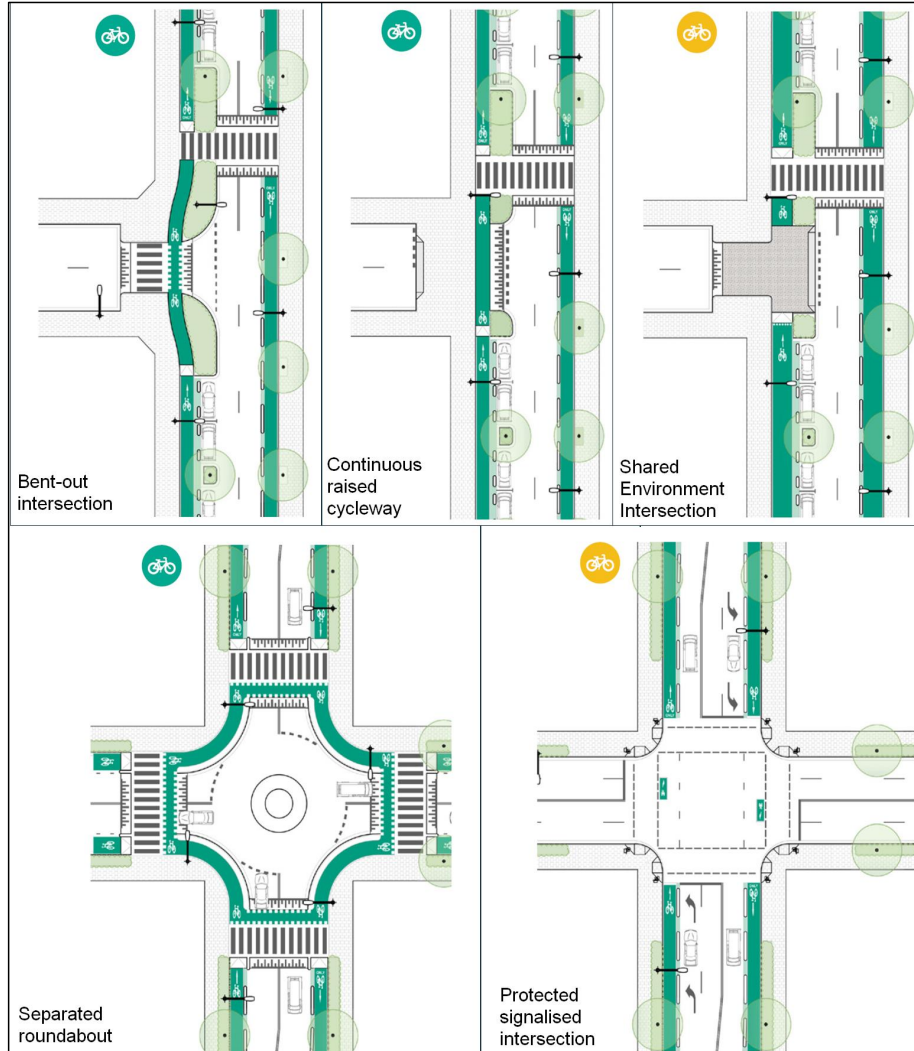 Bent-out
intersection
Continuous
raised
cycleway
Shared
Environment
Intersection
Separated
roundabout
Protected
signalised
intersection